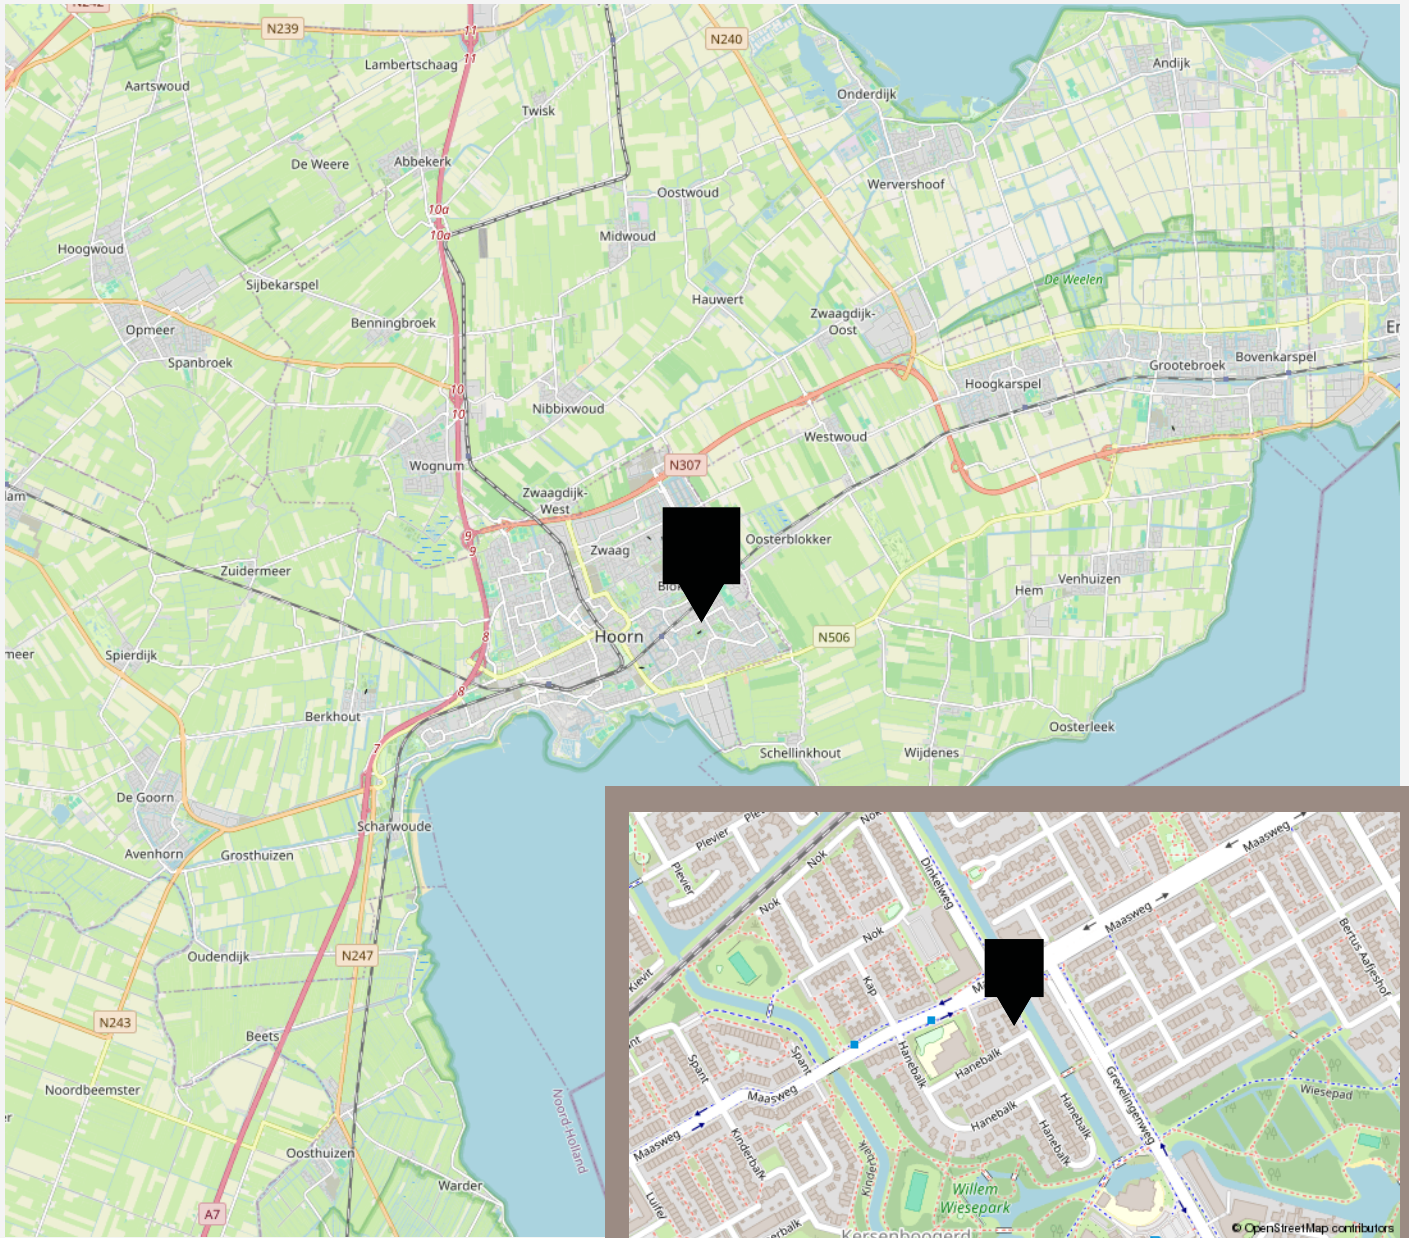 N242
N239
11
11
Lambertschaag
N240
Andijk
Aartswoud
Onderdijk
Twisk
De Weere
Abbekerk
Wervershoof
Oostwoud
10a
10a
Midwoud
Hoogwoud
De Weelen
Sijbekarspel
Hauwert
Zwaagdijk-
Oost
Benningbroek
Opmeer
Spanbroek
Bovenkarspel
Grootebroek
Hoogkarspel
10
10
Nibbixwoud
Westwoud
Wognum
N307
Zwaagdijk-
West
9
9
Zwaag
Oosterblokker
Zuidermeer
Venhuizen
Hem
Hoorn
8
N506
Spierdijk
8
Berkhout
7
Oosterleek
Schellinkhout
Wijdenes
De Goorn
Scharwoude
Avenhorn
Grosthuizen
Oudendijk
N247
N243
Beets
Noordbeemster
Noord-Holland
Oosthuizen
Warder
A7
Plevier
Plevier
Nok
Nok
Nok
Nok
Dinkelweg
Maasweg
Maasweg
Bertus Aafjeshof
Kievit
Kap
Spant
Spant
Hanebalk
Hanebalk
Hanebalk
Hanebalk
Hanebalk
Maasweg
Maasweg
Grevelingenweg
Wiesepad
Kinderbalk
Willem
Wiesepark
Kersenboogerd
© OpenStreetMap contributors